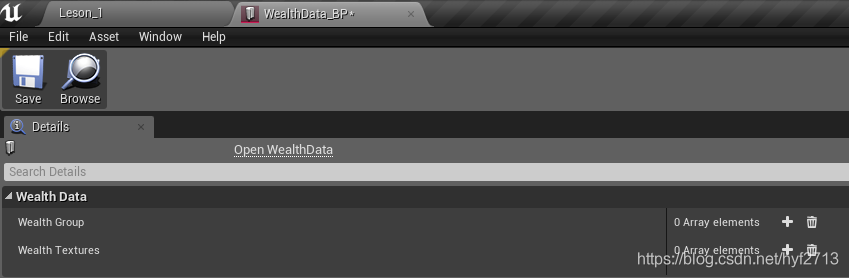 Leson_1
WealthData_BP*
File Edit Asset Window Help
Save Browse
Details
Open WealthData
Search Details
Wealth Data
Wealth Group 0 Array elements
Wealth Textures 0 Array elements
https://blog.csdn.net/hyf2713